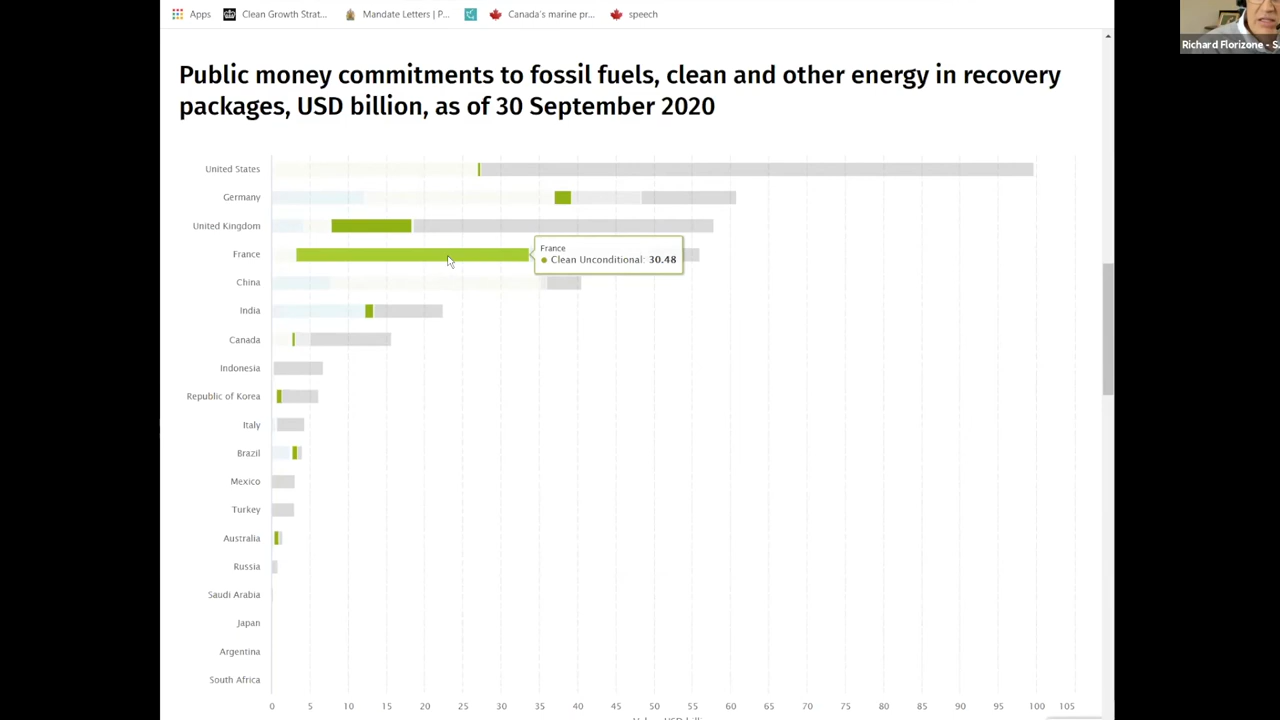 Apps Clean Growth Strat... Mandate Letters | P... Canada's marine pr... speech
Richard Florizone - S.
Public money commitments to fossil fuels, clean and other energy in recovery
packages, USD billion, as of 30 September 2020
United States
Germany
United Kingdom
France
France
Clean Unconditional: 30.48
China
India
Canada
Indonesia
Republic of Korea
Italy
Brazil
Mexico
Turkey
Australia
Russia
Saudi Arabia
Japan
Argentina
South Africa
0 5 10 15 20 25 30 35 40 45 50 55 60 65 70 75 80 85 90 95 100 105